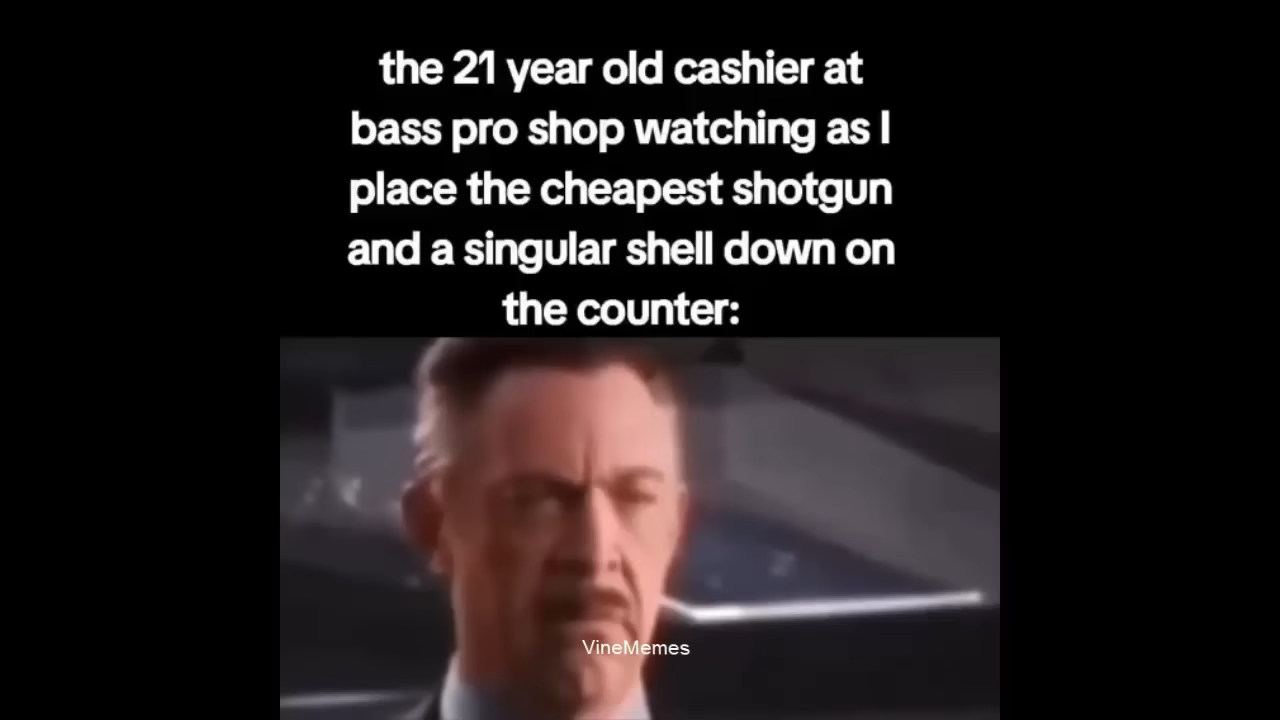 the 21 year old cashier at
bass pro shop watching as I
place the cheapest shotgun
and a singular shell down on
the counter:
VineMemes